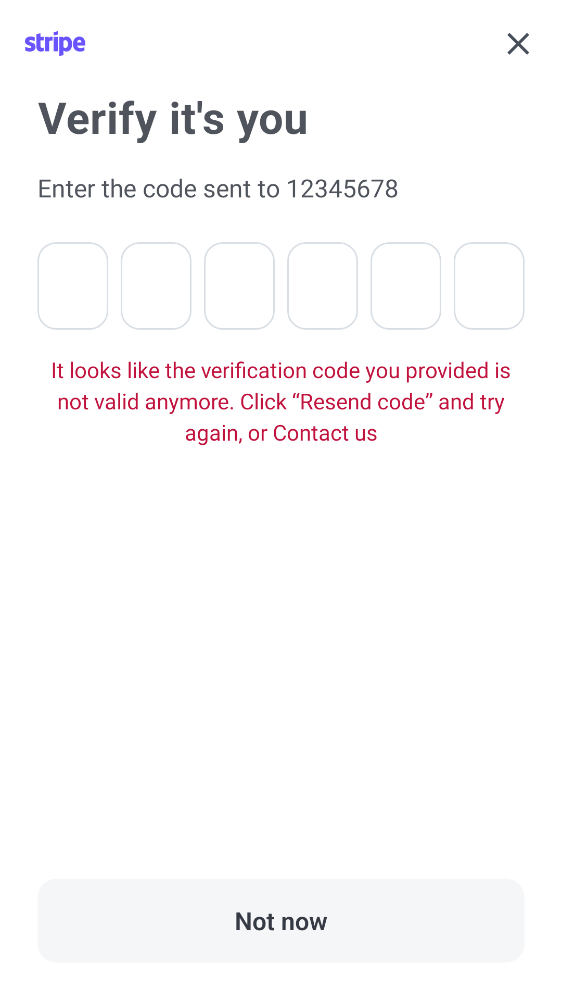 stripe
Verify it's you
Enter the code sent to 12345678
It looks like the verification code you provided is
not valid anymore. Click “Resend code” and try
again, or Contact us
Not now